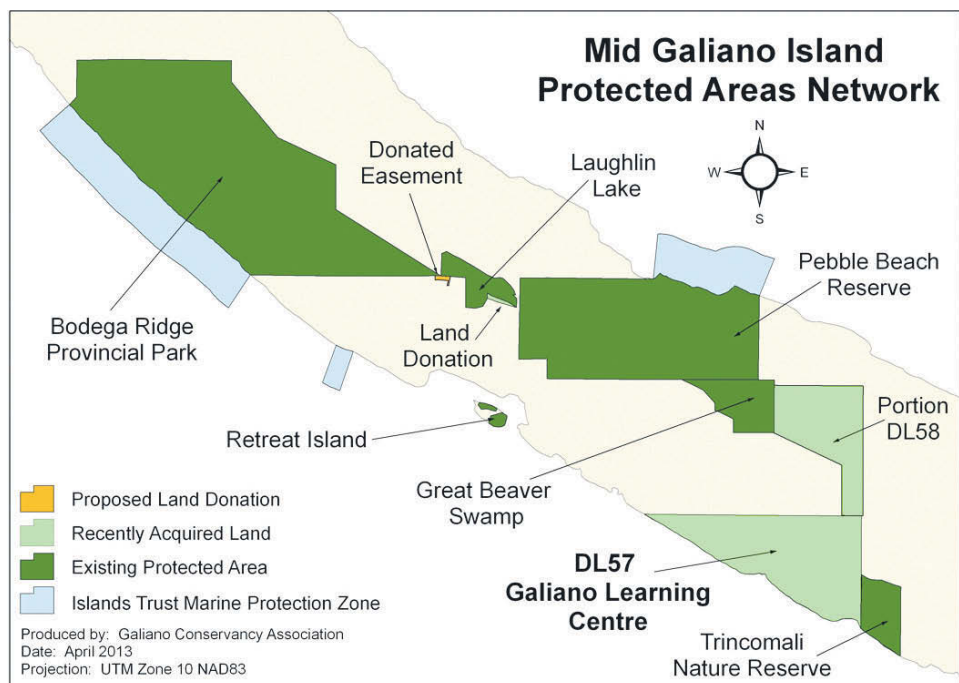 Mid Galiano Island
Protected Areas Network
N
W
E
S
Donated
Easement
Laughlin
Lake
Pebble Beach
Reserve
Bodega Ridge
Provincial Park
Land
Donation
Retreat Island
Portion
DL58
Great Beaver
Swamp
DL57
Galiano Learning
Centre
Trincomali
Nature Reserve
Proposed Land Donation
Recently Acquired Land
Existing Protected Area
Islands Trust Marine Protection Zone
Produced by: Galiano Conservancy Association
Date: April 2013
Projection: UTM Zone 10 NAD83